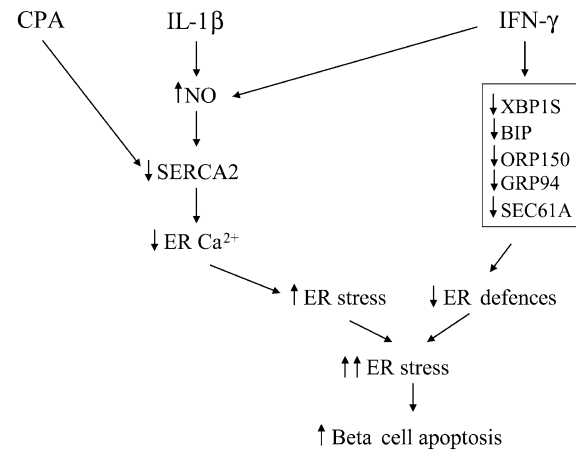 CPA IL-1β IFN-γ
↑NO
↓XBP1S
↓BIP
↓ORP150
↓GRP94
↓SEC61A
↓SERCA2
↓ER Ca²⁺
↑ER stress ↓ER defences
↑↑ER stress
↑Beta cell apoptosis